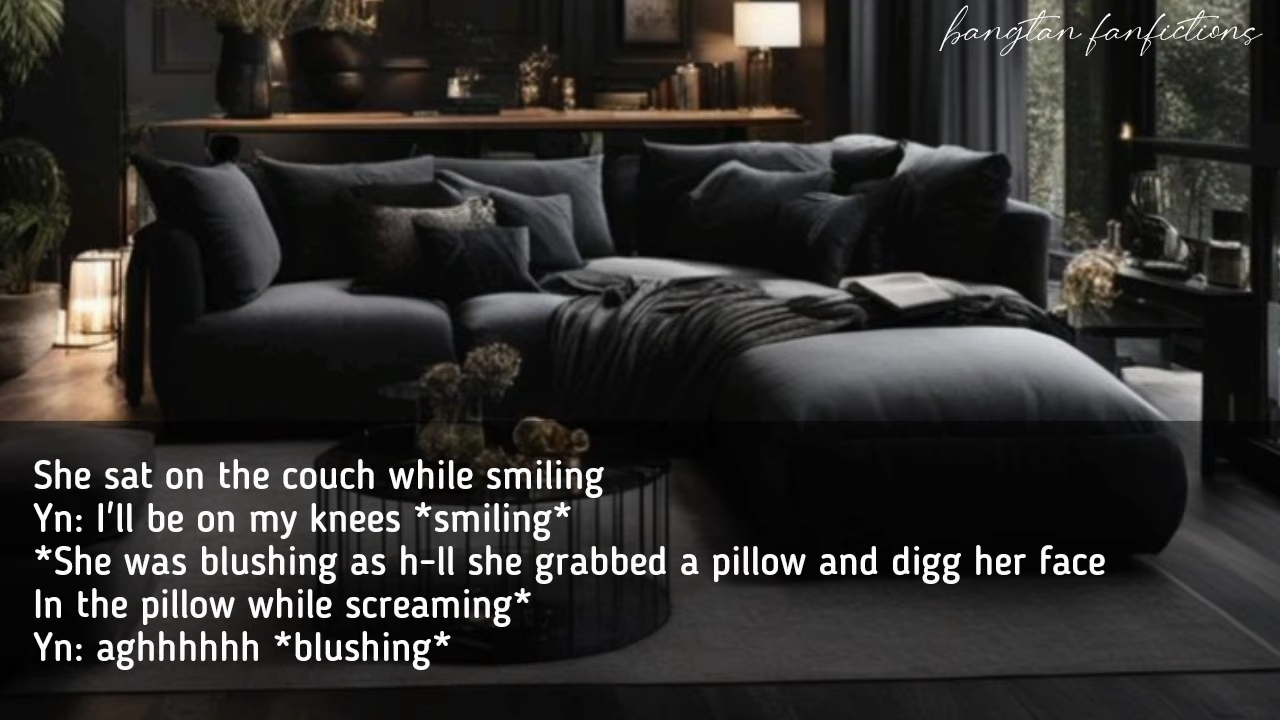 bangtan fanfictions
She sat on the couch while smiling
Yn: I'll be on my knees *smiling*
*She was blushing as h-ll she grabbed a pillow and digg her face
In the pillow while screaming*
Yn: aghhhhhh *blushing*